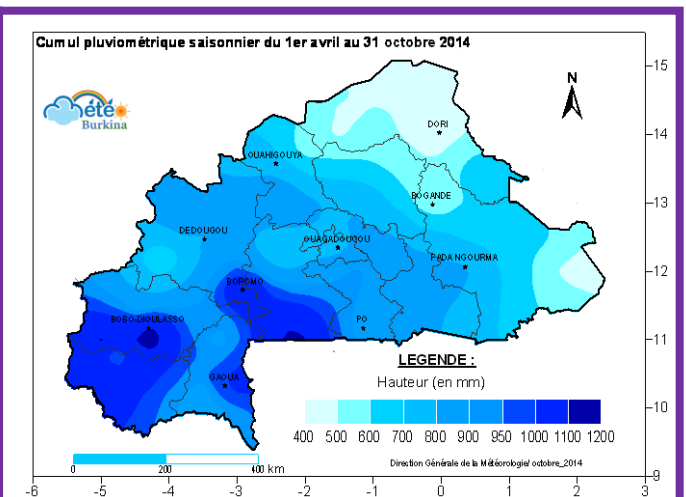 Cumul pluviométrique saisonnier du 1er avril au 31 octobre 2014
15
N
été
Burkina
DORI
14
OUAHIGOUYA
BOGANDE
13
DEDOUGOU
OUAGADOUGOU
FADA NGOURMA
12
BOROMO
BOBO-DIOULASSO
PO
11
LEGENDE :
GAOUA
Hauteur (en mm)
10
400 500 600 700 800 900 950 1000 1100 1200
Direction Générale de la Météorologie/ octobre_2014
0 200 400 km
9
-6 -5 -4 -3 -2 -1 0 1 2 3